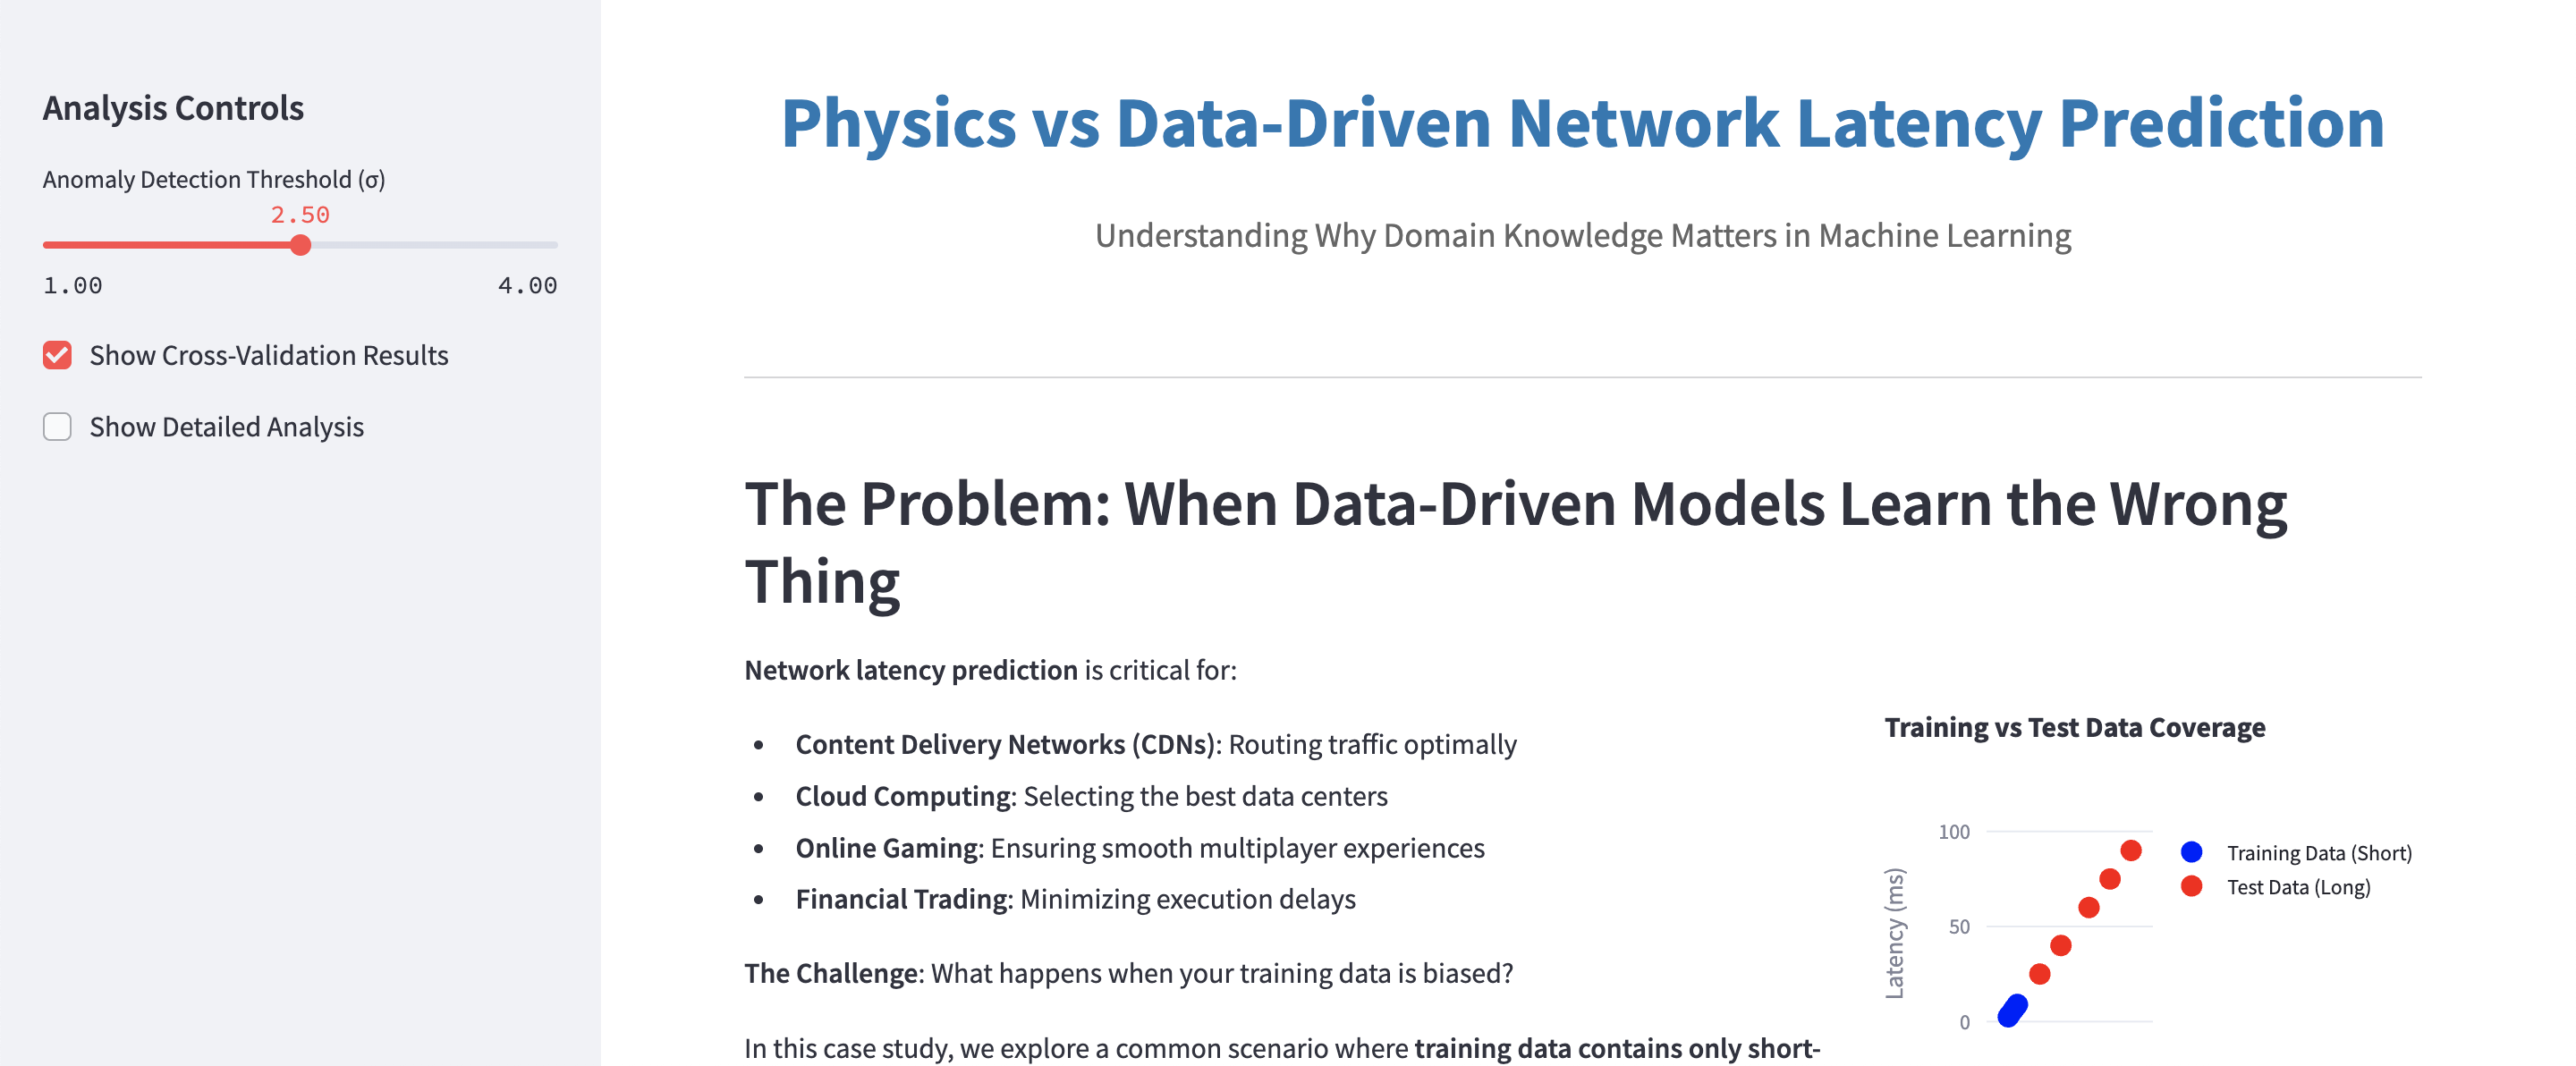 Analysis Controls
Anomaly Detection Threshold (σ)
2.50
1.00 4.00
Show Cross-Validation Results
Show Detailed Analysis
Physics vs Data-Driven Network Latency Prediction
Understanding Why Domain Knowledge Matters in Machine Learning
The Problem: When Data-Driven Models Learn the Wrong
Thing
Network latency prediction is critical for:
• Content Delivery Networks (CDNs): Routing traffic optimally
• Cloud Computing: Selecting the best data centers
• Online Gaming: Ensuring smooth multiplayer experiences
• Financial Trading: Minimizing execution delays
The Challenge: What happens when your training data is biased?
In this case study, we explore a common scenario where training data contains only short-
Training vs Test Data Coverage
Latency (ms)
100
50
0
Training Data (Short)
Test Data (Long)